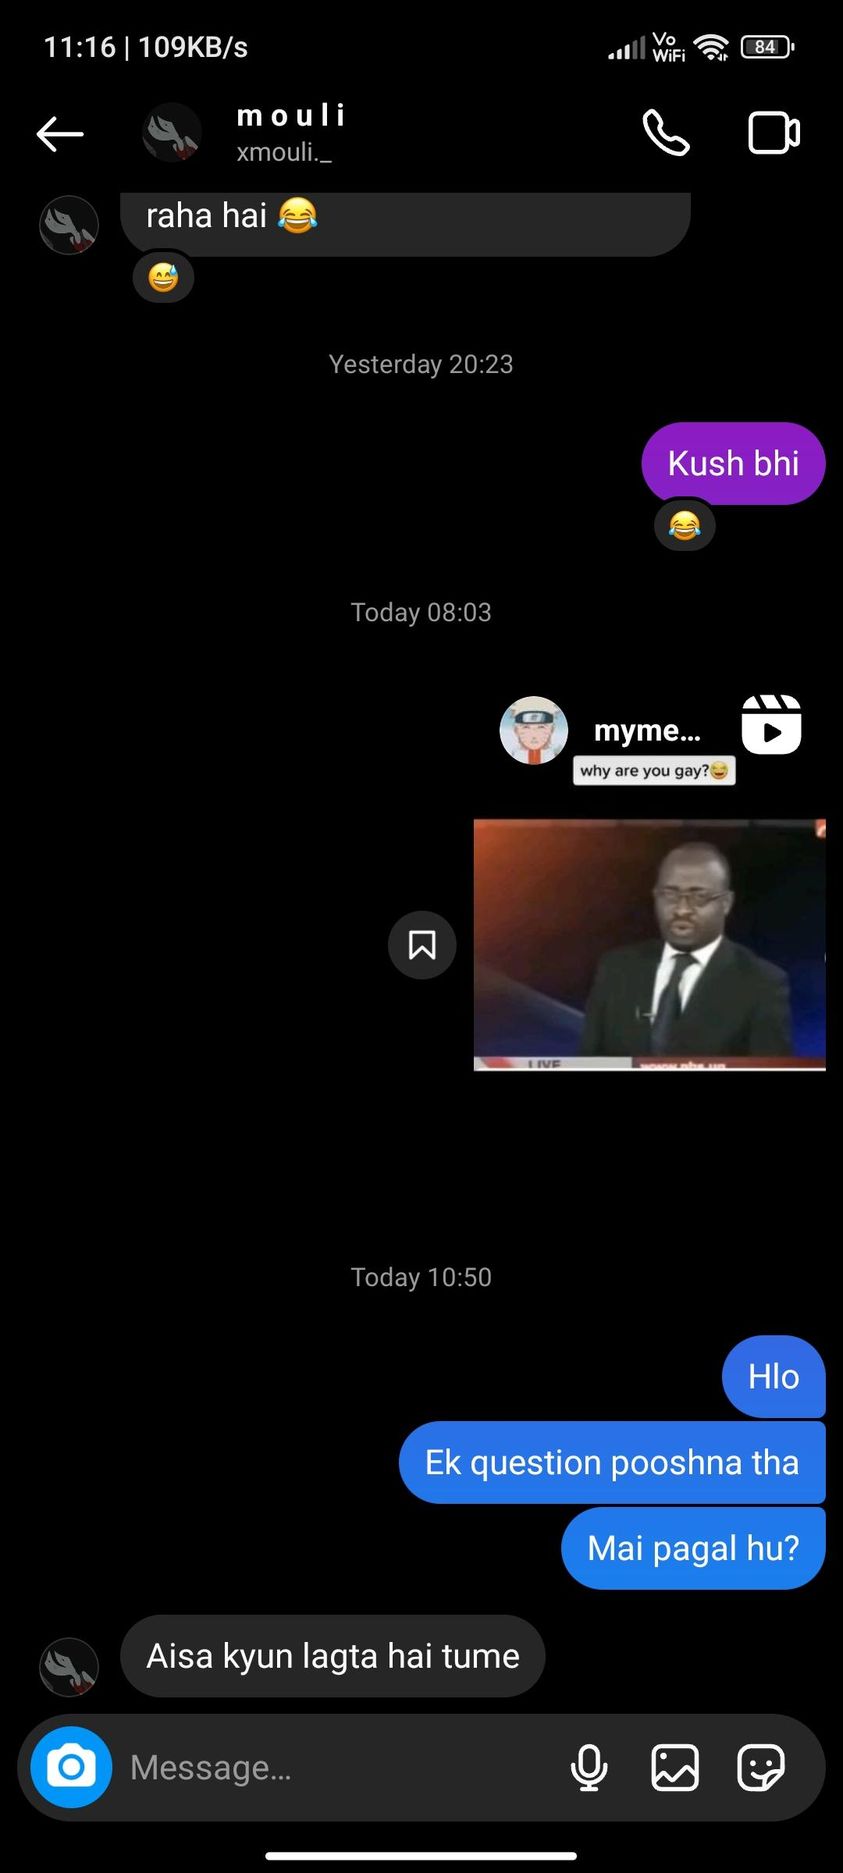 11:16 | 109KB/s
Vo
WiFi
84
mouli
xmouli._
raha hai 😂
😅
Yesterday 20:23
Kush bhi
😂
Today 08:03
myme...
why are you gay?😂
LIVE
Today 10:50
Hlo
Ek question pooshna tha
Mai pagal hu?
Aisa kyun lagta hai tume
Message...